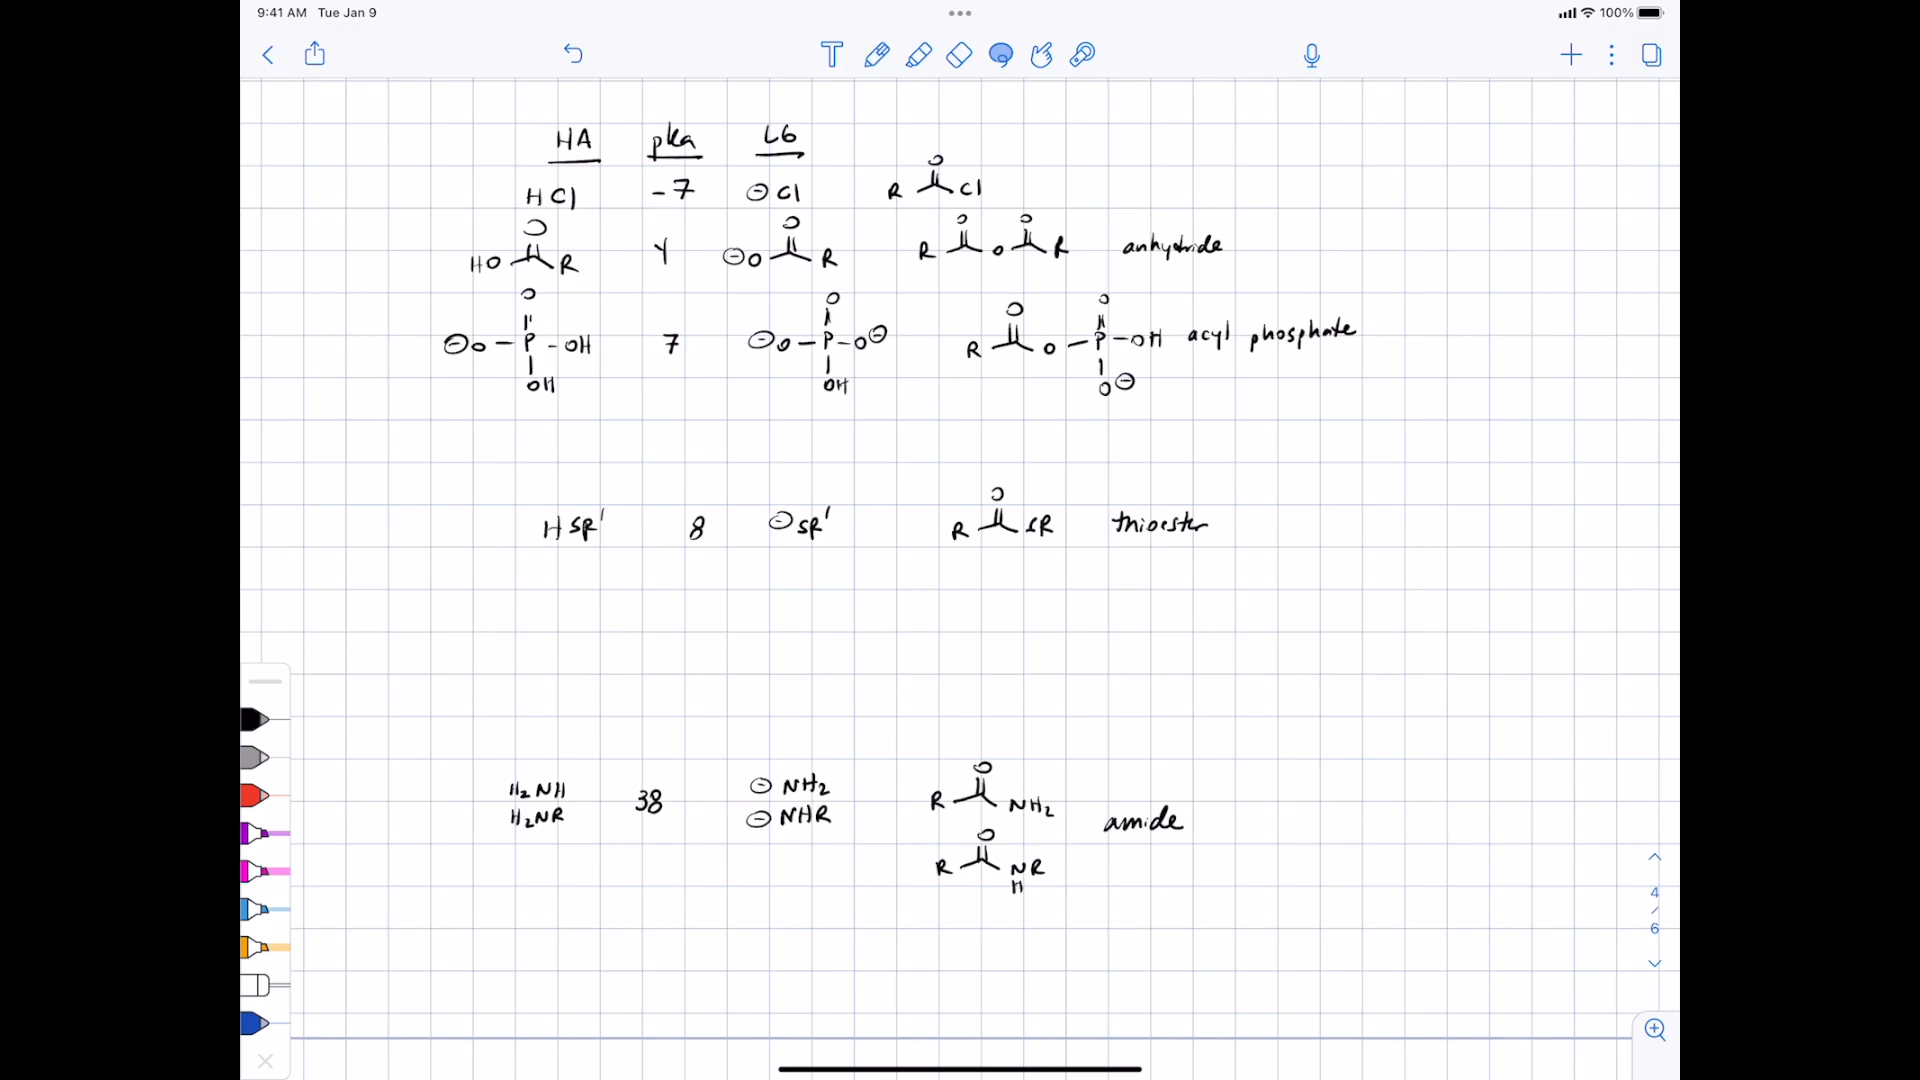 9:41 AM Tue Jan 9
100%
HA pka LG
HCl -7 ⊖Cl R O Cl
HO O R 4 ⊖O O R R O O O R anhydride
⊖O-P-OH O OH 7 ⊖O-P-O⊖ O OH R O O-P-OH O O⊖ acyl phosphate
HSR' 8 ⊖SR' R O SR thioester
H2NH 38 ⊖NH2 R O NH2
H2NR ⊖NHR amide
R O NR
H
4
/
6